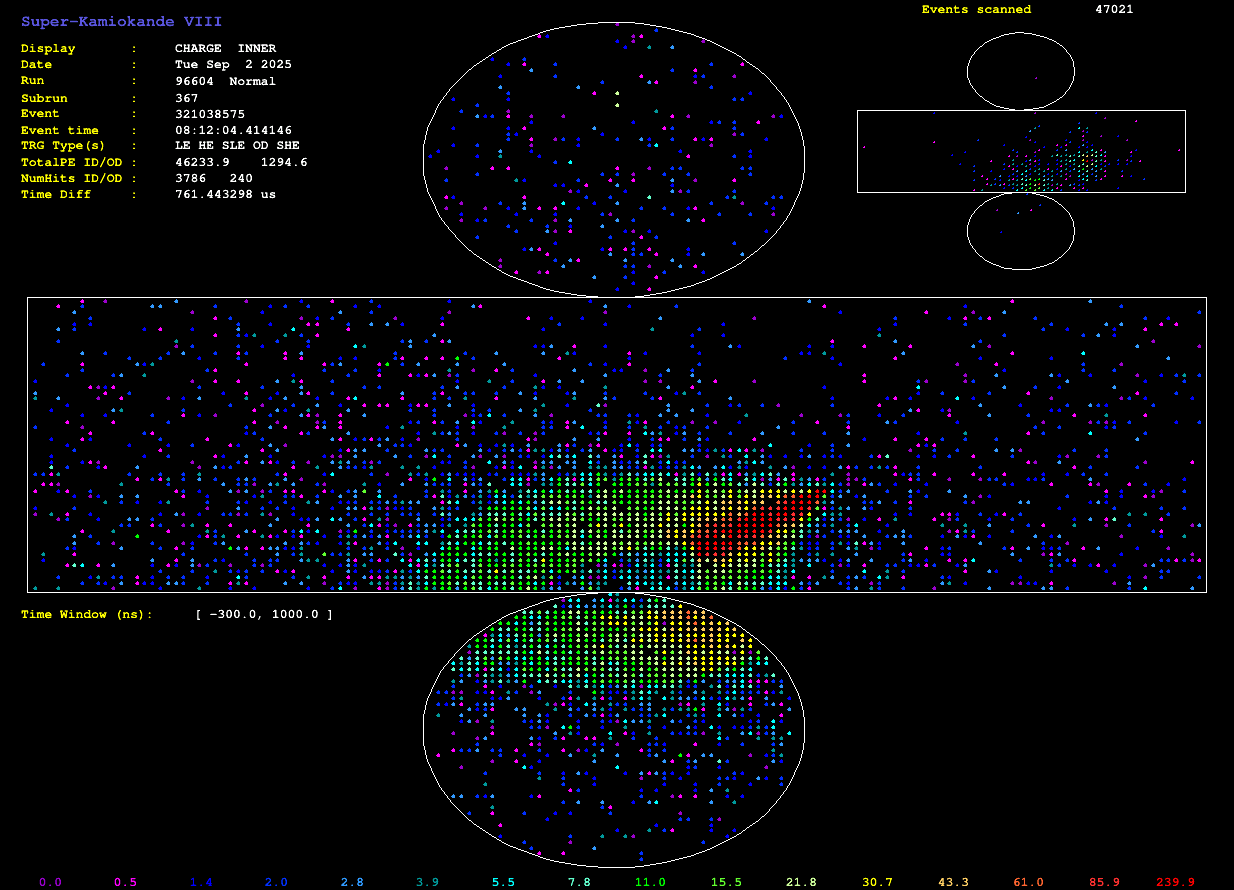 Super-Kamiokande VIII
Events scanned 47021
Display : CHARGE INNER
Date : Tue Sep 2 2025
Run : 96604 Normal
Subrun : 367
Event : 321038575
Event time : 08:12:04.414146
TRG Type(s) : LE HE SLE OD SHE
TotalPE ID/OD : 46233.9 1294.6
NumHits ID/OD : 3786 240
Time Diff : 761.443298 us
Time Window (ns): [ -300.0, 1000.0 ]
0.0 0.5 1.4 2.0 2.8 3.9 5.5 7.8 11.0 15.5 21.8 30.7 43.3 61.0 85.9 239.9